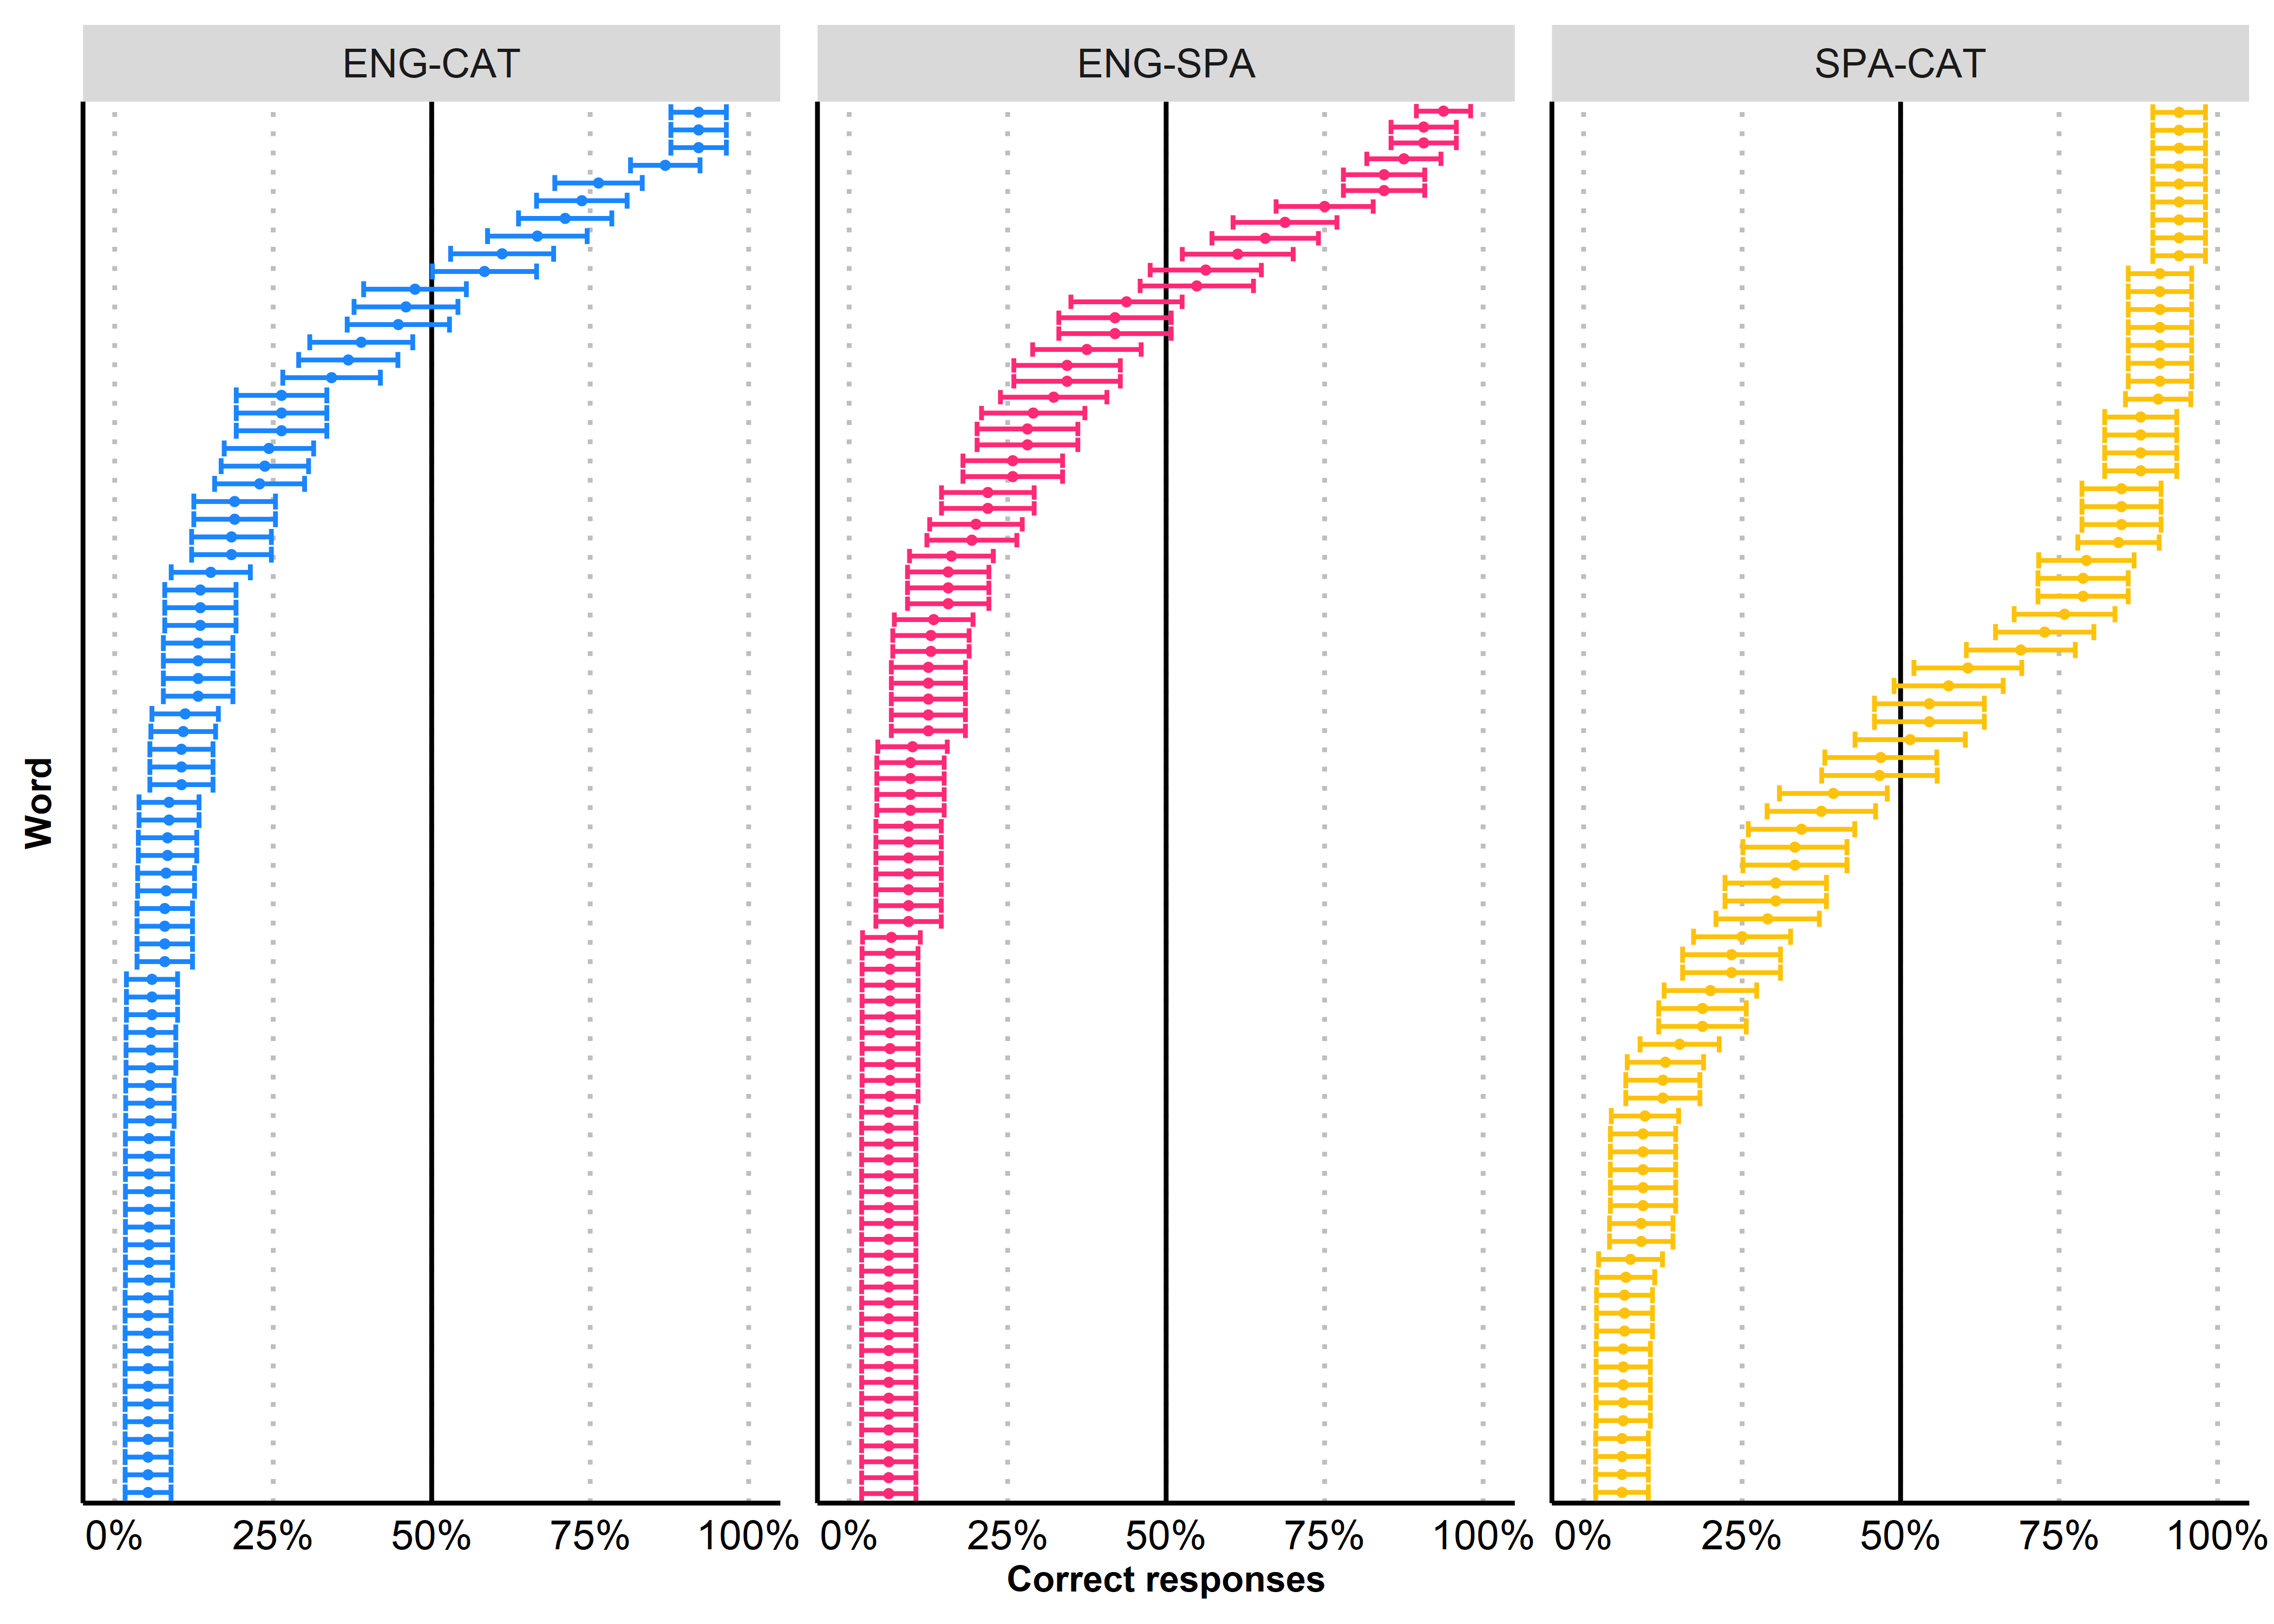 ENG-CAT
ENG-SPA
SPA-CAT
Word
0% 25% 50% 75% 100%
0% 25% 50% 75% 100%
0% 25% 50% 75% 100%
Correct responses